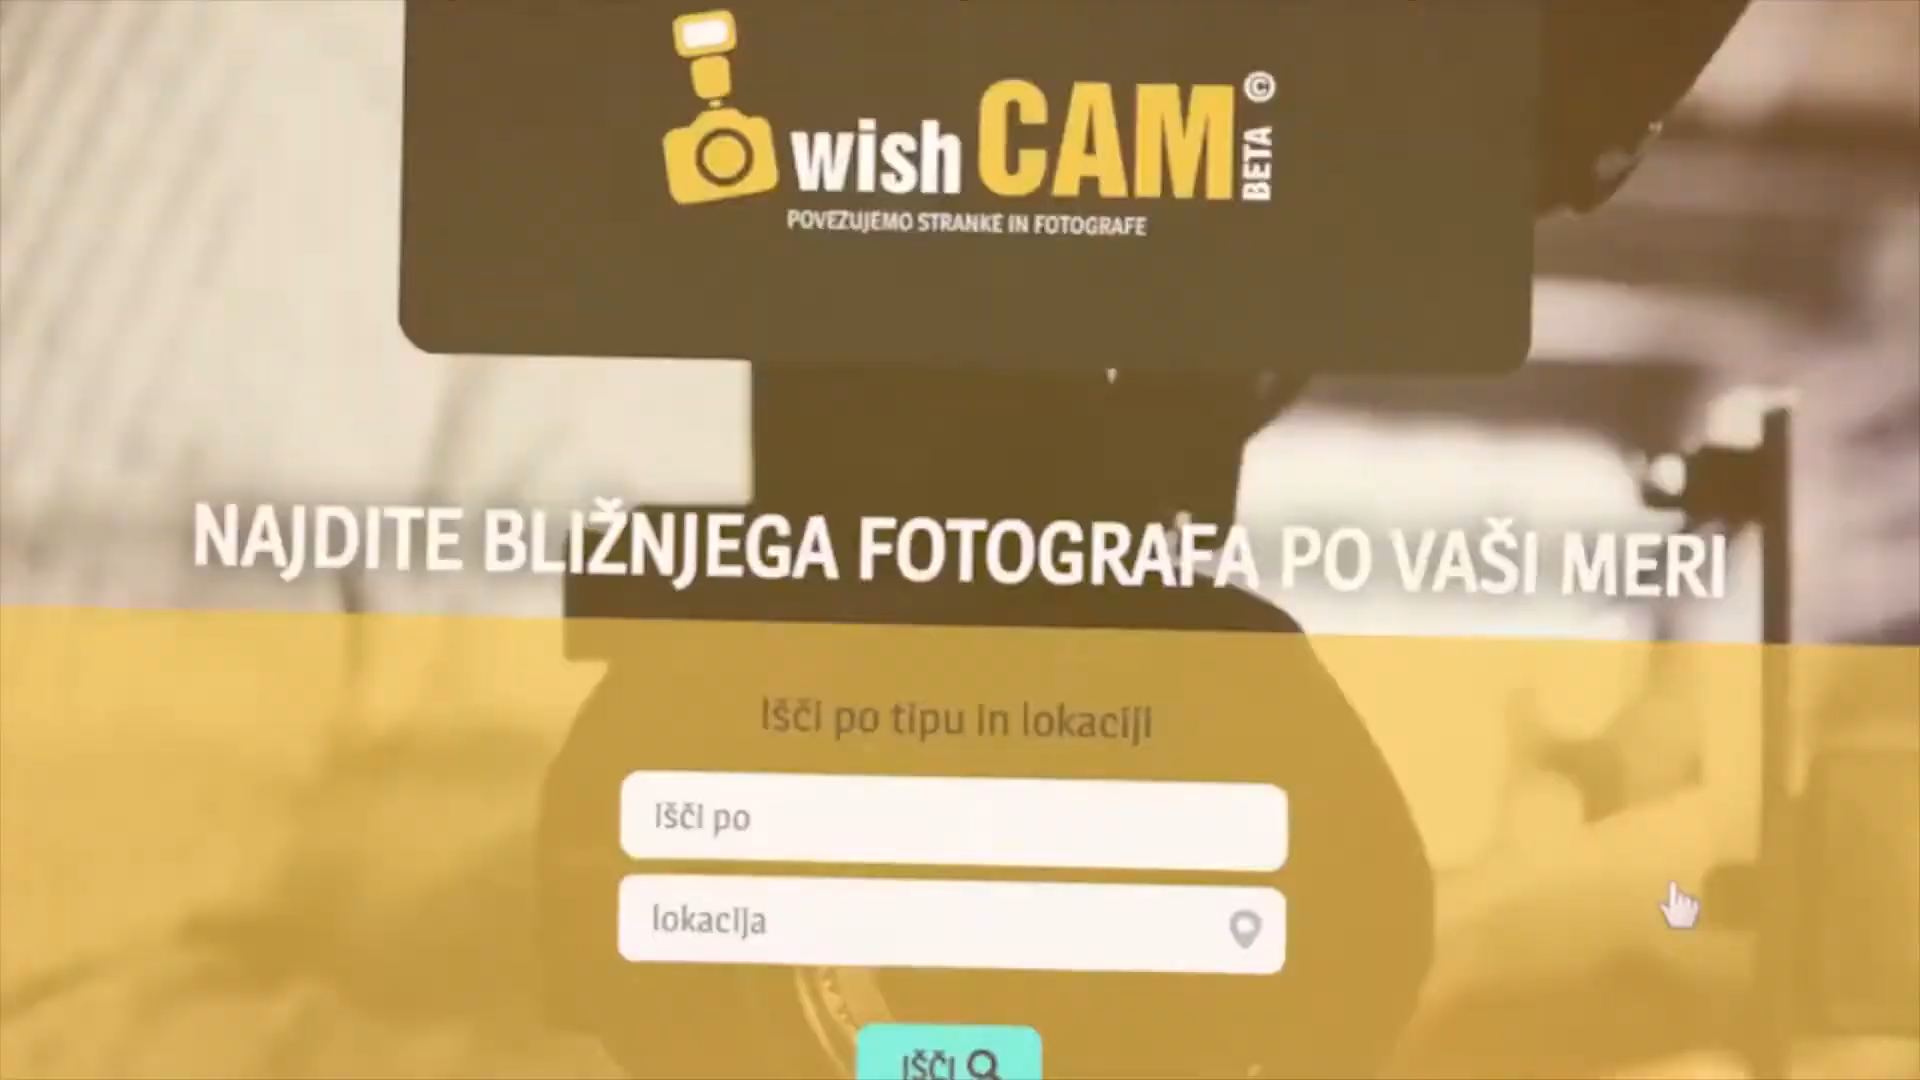 wish CAM BETA ©
POVEZUJEMO STRANKE IN FOTOGRAFE
NAJDITE BLIŽNJEGA FOTOGRAFA PO VAŠI MERI
Išči po tipu in lokaciji
Išči po
lokacija
IŠČI